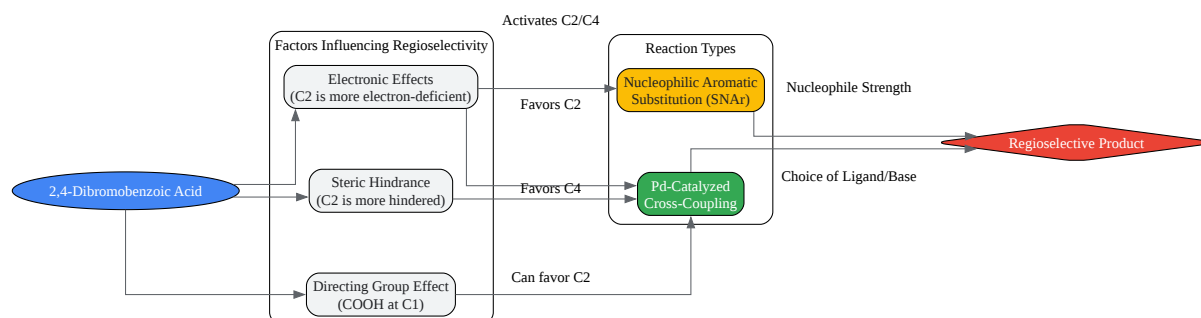 Activates C2/C4
Factors Influencing Regioselectivity
Reaction Types
Electronic Effects
(C2 is more electron-deficient)
Favors C2
Nucleophilic Aromatic
Substitution (SNAr)
Nucleophile Strength
Regioselective Product
2,4-Dibromobenzoic Acid
Steric Hindrance
(C2 is more hindered)
Favors C4
Pd-Catalyzed
Cross-Coupling
Choice of Ligand/Base
Directing Group Effect
(COOH at C1)
Can favor C2